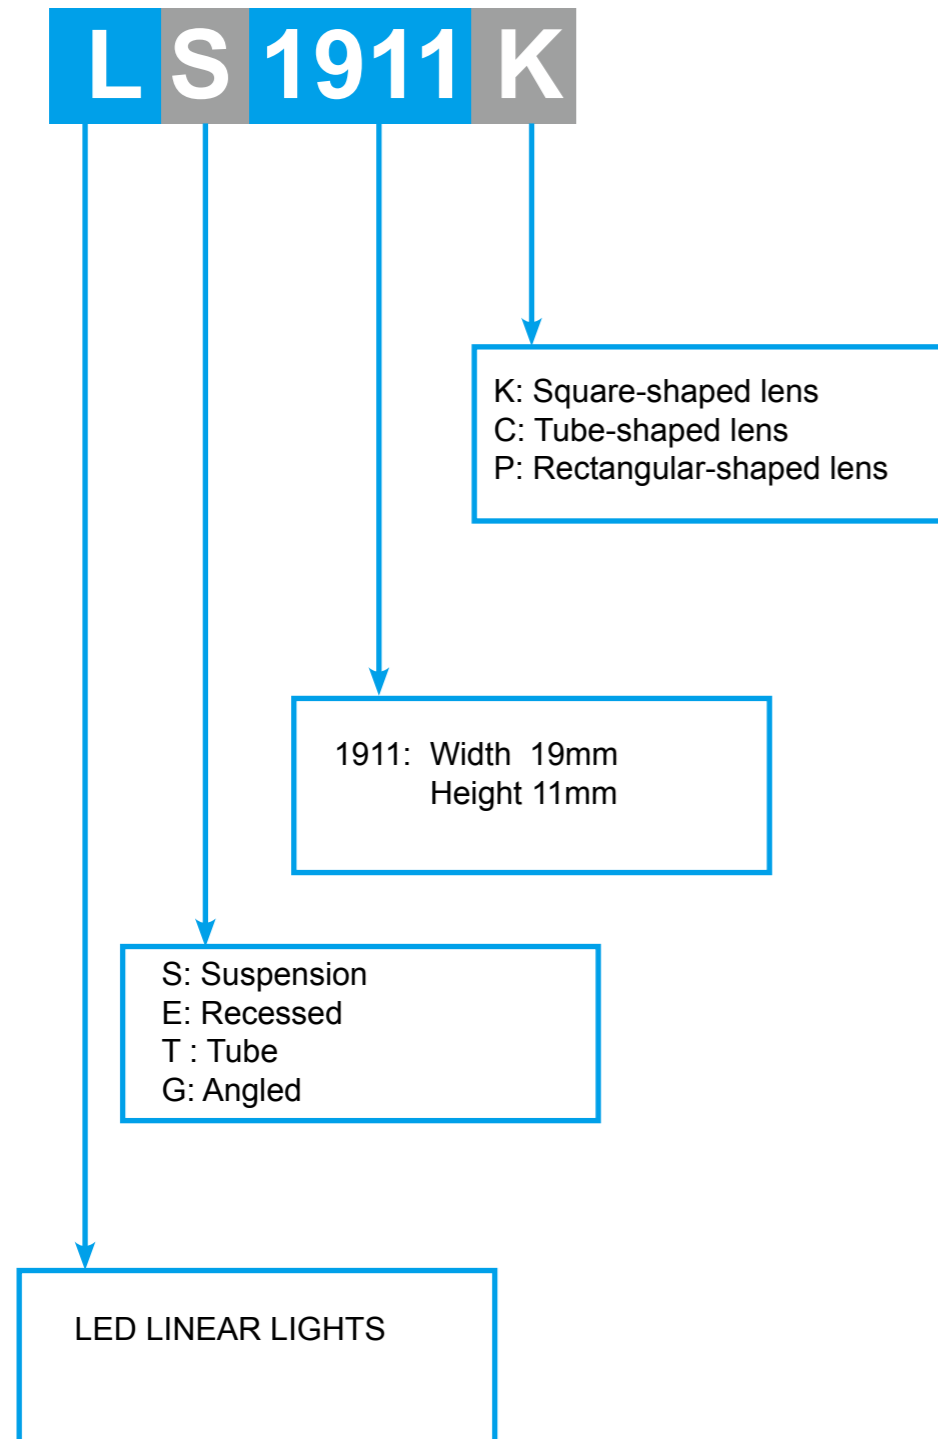 LS1911K
K: Square-shaped lens
C: Tube-shaped lens
P: Rectangular-shaped lens
1911: Width 19mm
Height 11mm
S: Suspension
E: Recessed
T : Tube
G: Angled
LED LINEAR LIGHTS